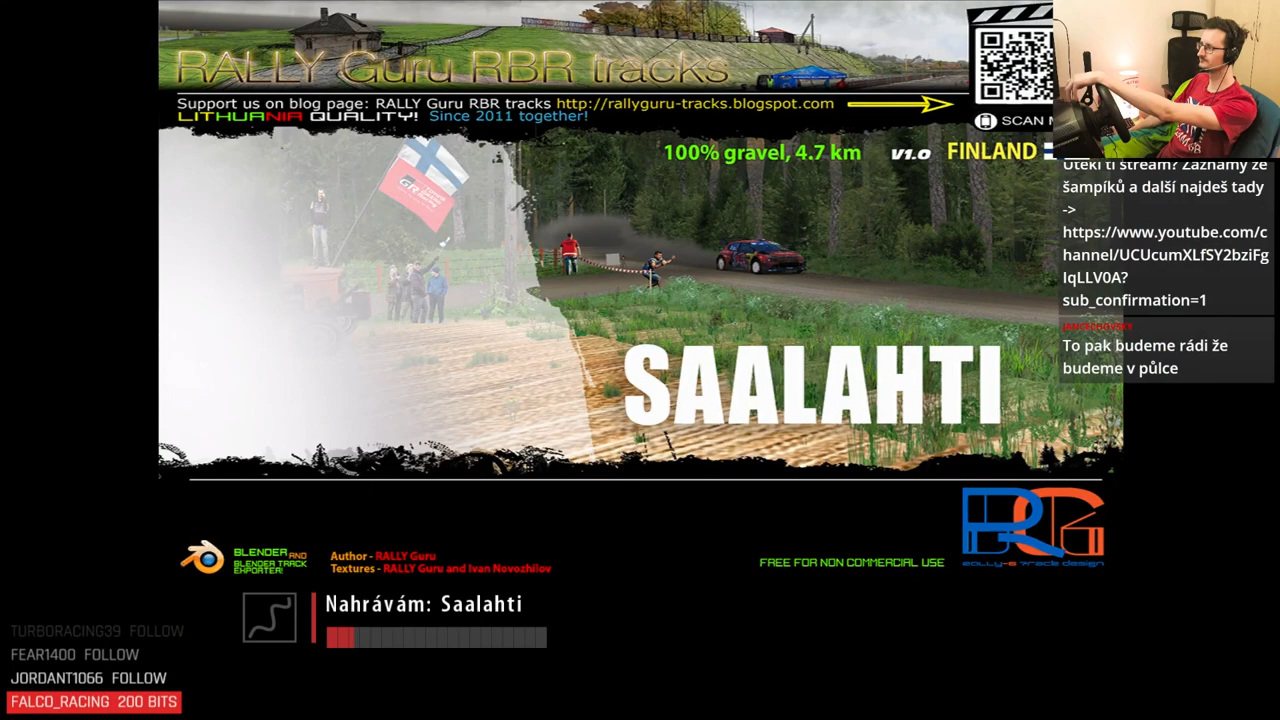 RALLY Guru RBR tracks
Support us on blog page: RALLY Guru RBR tracks http://rallyguru-tracks.blogspot.com
LITHUANIA QUALITY! Since 2011 together!
SCAN
100% gravel, 4.7 km v1.0 FINLAND
SAALAHTI
Utekl ti stream? Záznamy ze
šampíků a další najdeš tady
->
https://www.youtube.com/c
hannel/UCUcumXLfSY2bziFg
IqLLV0A?
sub_confirmation=1
To pak budeme rádi že
budeme v půlce
BLENDER AND
BLENDER TRACK
EXPORTER!
Author - RALLY Guru
Textures - RALLY Guru and Ivan Novozhilov
FREE FOR NON COMMERCIAL USE
RALLY-G TRACK DESIGN
Nahrávám: Saalahti
TURBORACING39 FOLLOW
FEAR1400 FOLLOW
JORDANT1066 FOLLOW
FALCO_RACING 200 BITS